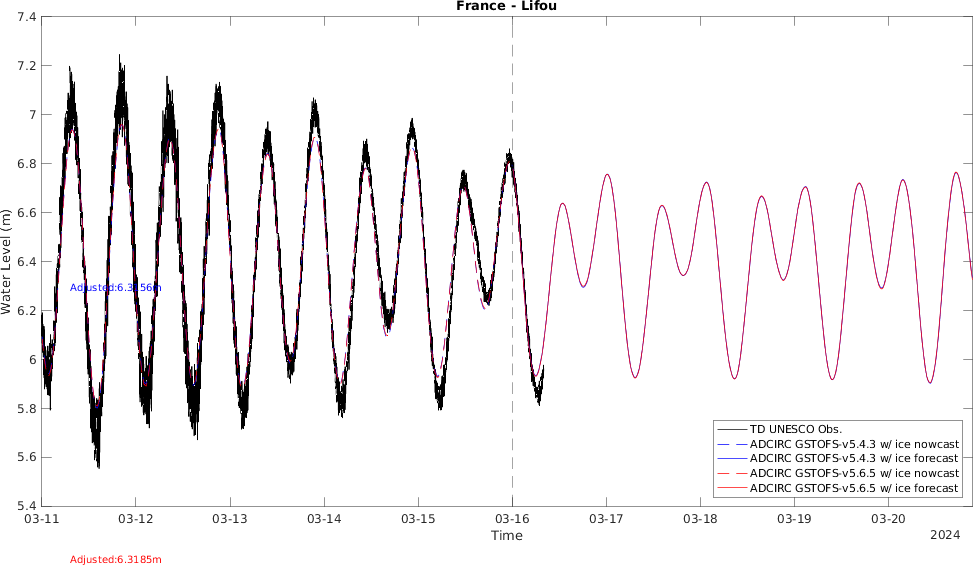 France - Lifou
7.4
7.2
7
6.8
6.6
6.4
6.2
6
5.8
5.6
5.4
Water Level (m)
Adjusted:6.3156m
TD UNESCO Obs.
ADCIRC GSTOFS-v5.4.3 w/ ice nowcast
ADCIRC GSTOFS-v5.4.3 w/ ice forecast
ADCIRC GSTOFS-v5.6.5 w/ ice nowcast
ADCIRC GSTOFS-v5.6.5 w/ ice forecast
03-11 03-12 03-13 03-14 03-15 03-16 03-17 03-18 03-19 03-20
Time
2024
Adjusted:6.3185m